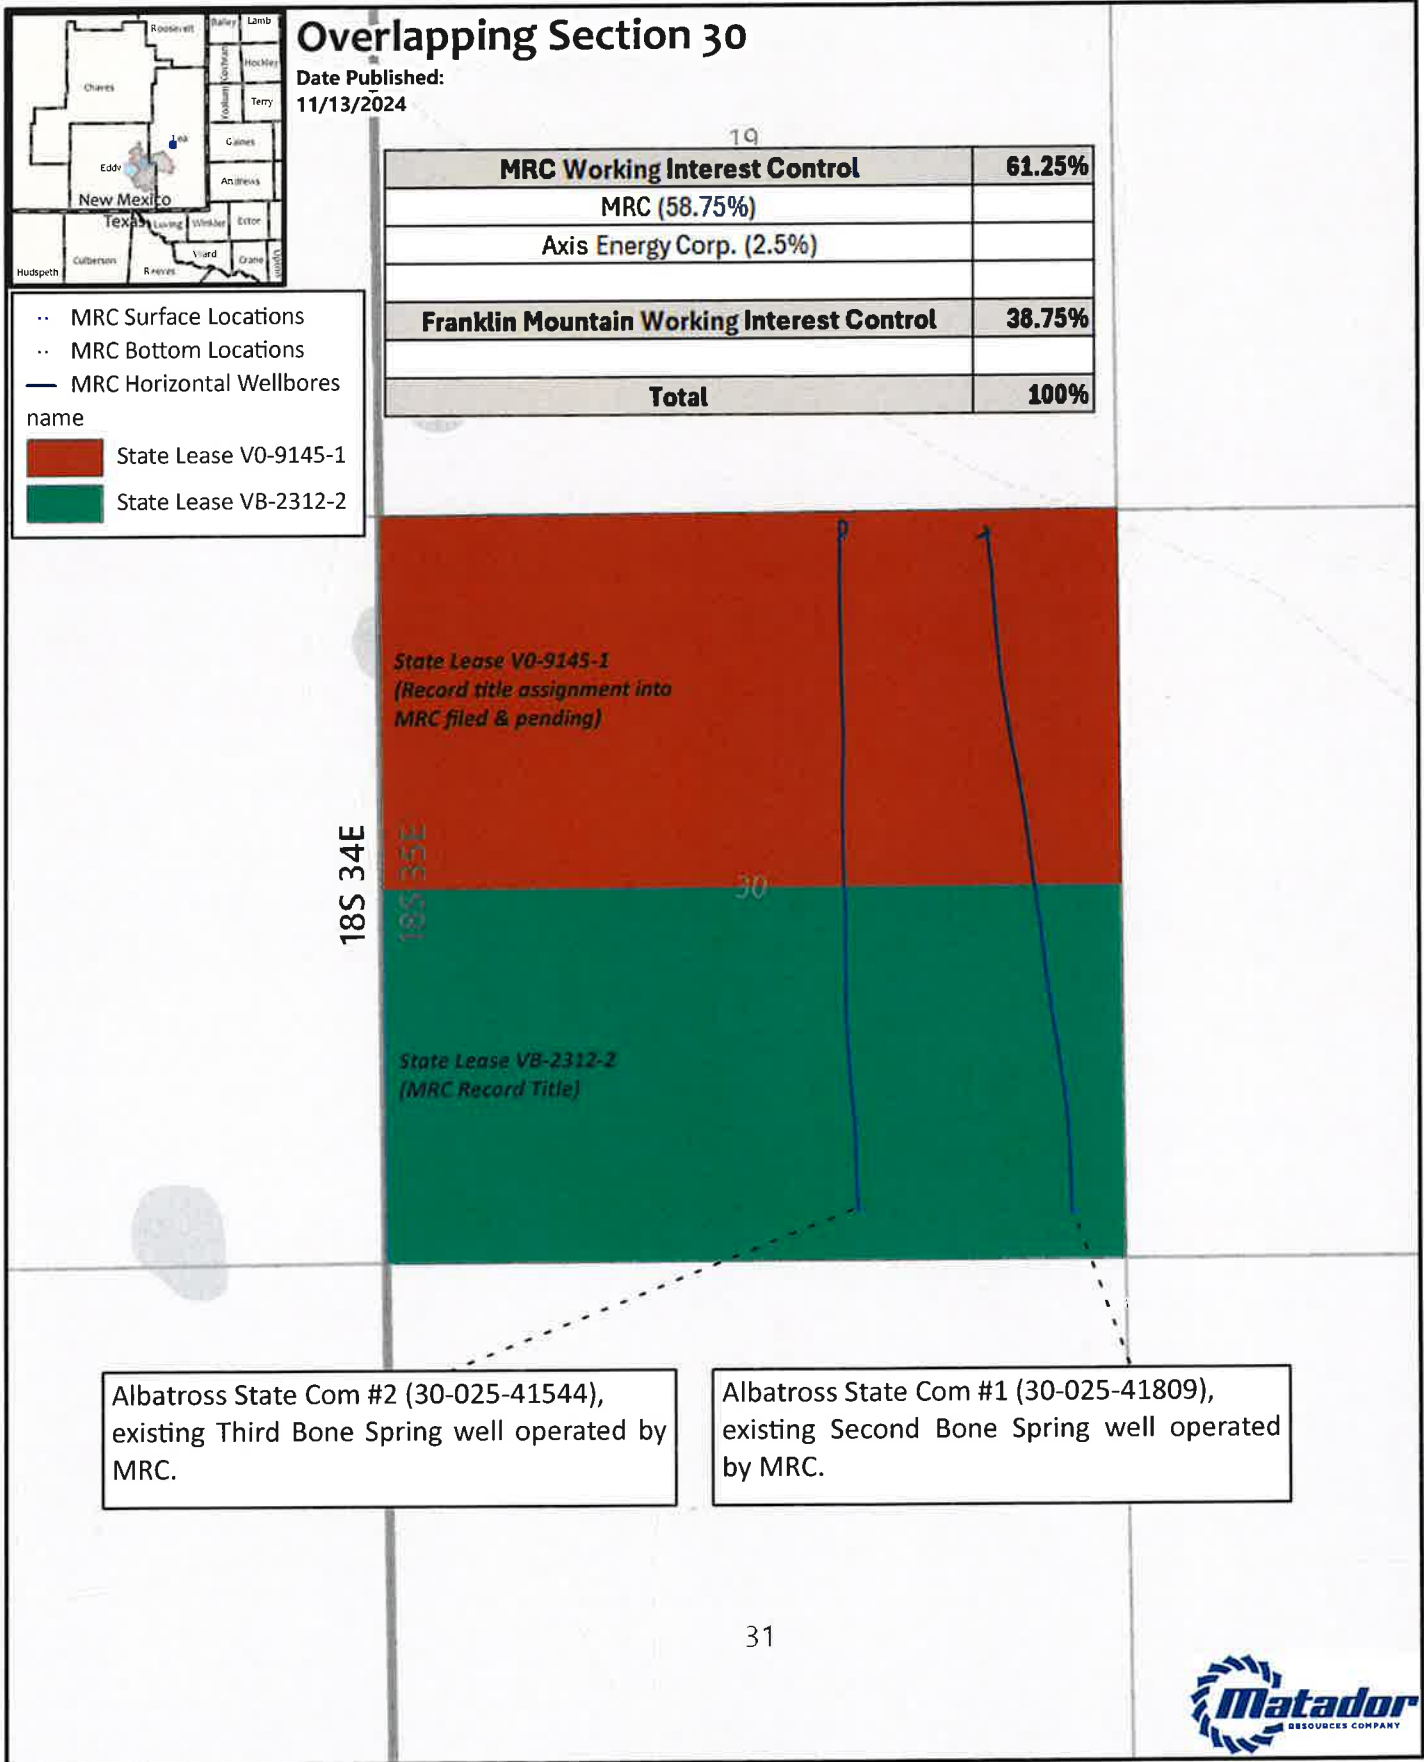 Overlapping Section 30
Date Published:
11/13/2024
Roosevelt
Bailey
Lamb
Cochran
Hockley
Chaves
Yoakum
Terry
Lea
Gaines
Eddy
Andrews
New Mexico
Texas
Loving
Winkler
Ector
Culberson
Ward
Crane
Upton
Hudspeth
Reeves
MRC Surface Locations
MRC Bottom Locations
MRC Horizontal Wellbores
name
State Lease V0-9145-1
State Lease VB-2312-2
19
MRC Working Interest Control 61.25%
MRC (58.75%)
Axis Energy Corp. (2.5%)
Franklin Mountain Working Interest Control 38.75%
Total 100%
State Lease V0-9145-1
(Record title assignment into
MRC filed & pending)
18S 34E
18S 35E
30
State Lease VB-2312-2
(MRC Record Title)
Albatross State Com #2 (30-025-41544),
existing Third Bone Spring well operated by
MRC.
Albatross State Com #1 (30-025-41809),
existing Second Bone Spring well operated
by MRC.
31
Matador
RESOURCES COMPANY